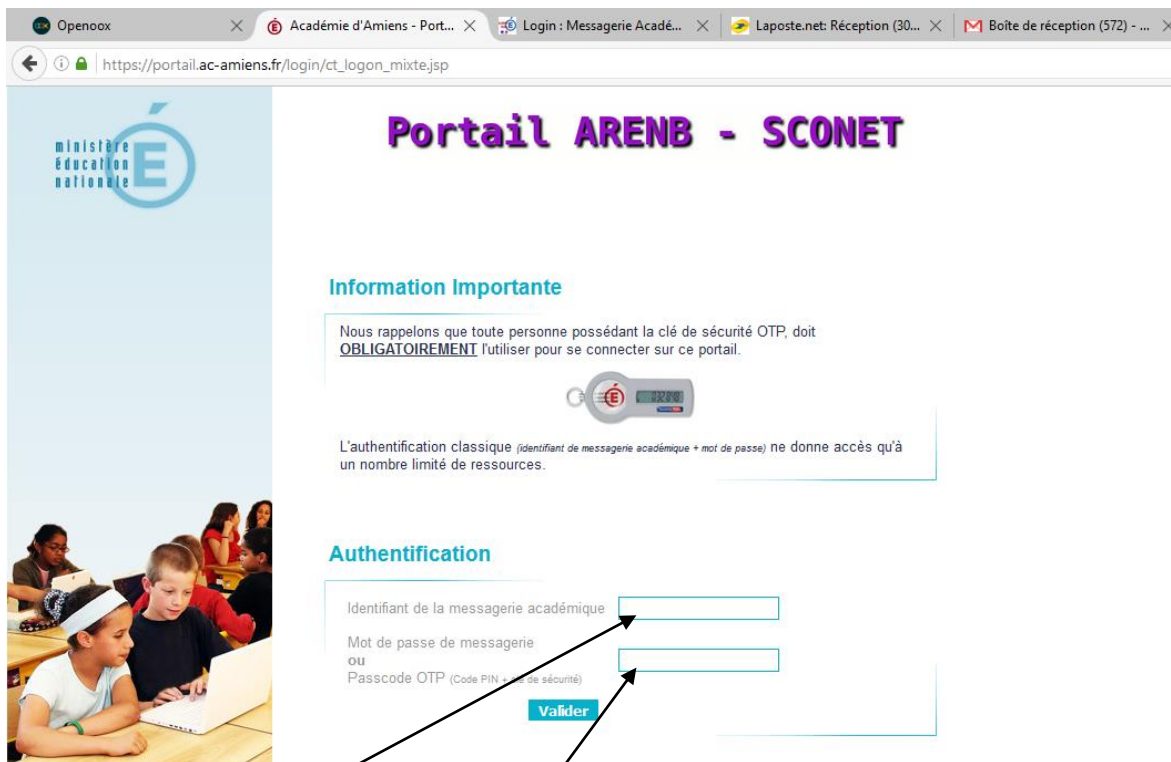 Openoox
Académie d'Amiens - Port...
Login : Messagerie Acadé...
Laposte.net: Réception (30...
Boîte de réception (572) - ...
https://portail.ac-amiens.fr/login/ct_logon_mixte.jsp
ministère
éducation
nationale
É
Portail ARENB - SCONET
Information Importante
Nous rappelons que toute personne possédant la clé de sécurité OTP, doit
OBLIGATOIREMENT l'utiliser pour se connecter sur ce portail.
L'authentification classique (identifiant de messagerie académique + mot de passe) ne donne accès qu'à
un nombre limité de ressources.
Authentification
Identifiant de la messagerie académique
Mot de passe de messagerie
ou
Passcode OTP (Code PIN + clé de sécurité)
Valider